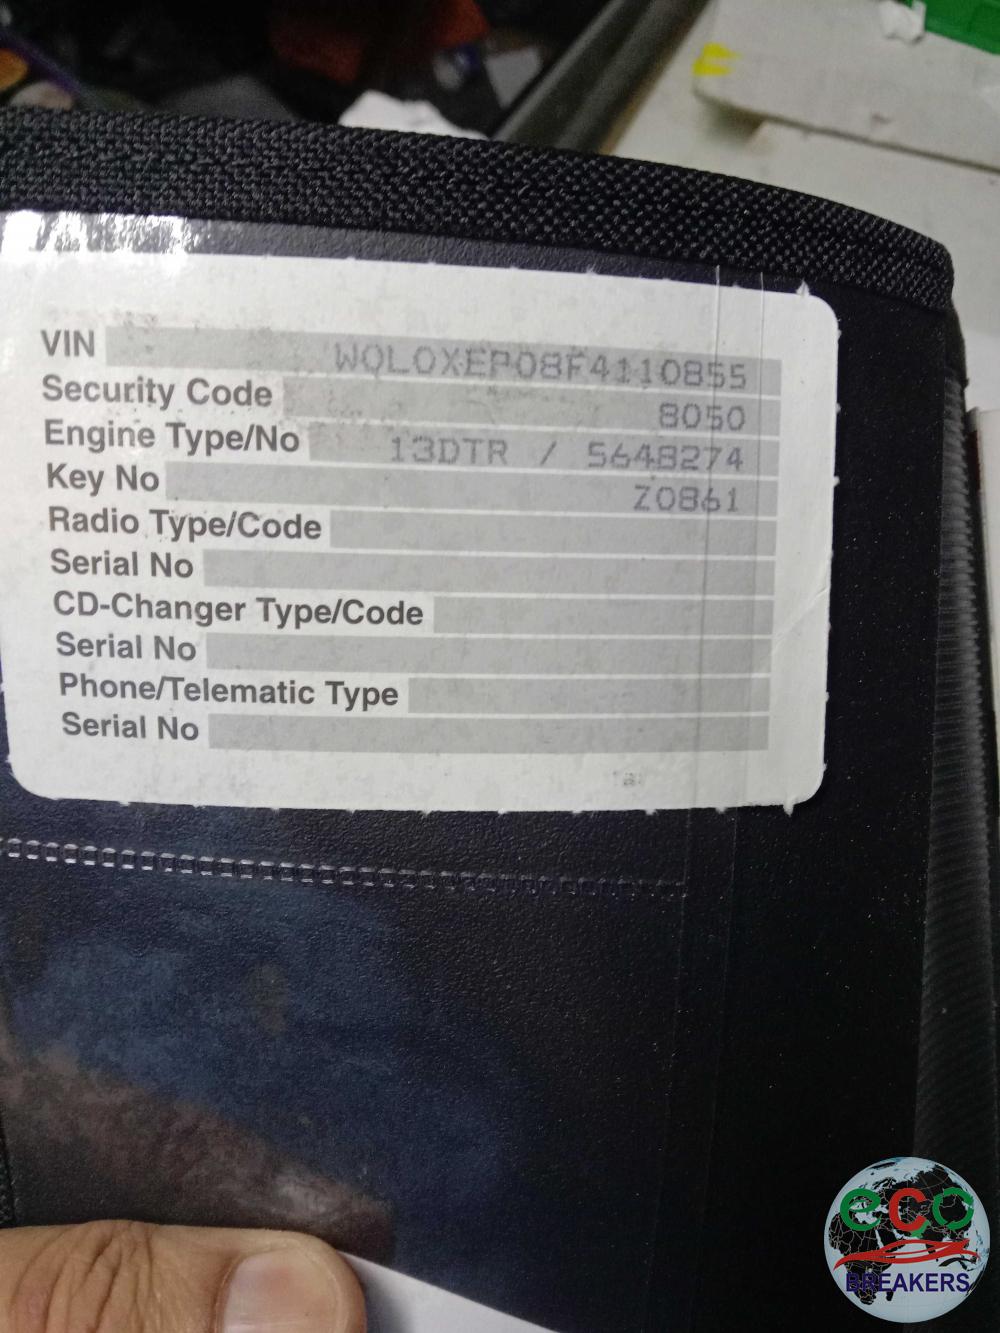 VIN W0L0XEP08F4110855
Security Code 8050
Engine Type/No 13DTR / 5648274
Key No Z0861
Radio Type/Code
Serial No
CD-Changer Type/Code
Serial No
Phone/Telematic Type
Serial No
eco
BREAKERS